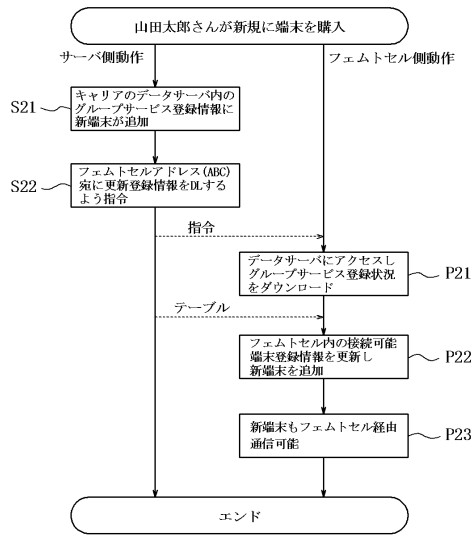 山田太郎さんが新規に端末を購入
サーバ側動作
フェムトセル側動作
S21
キャリアのデータサーバ内の
グループサービス登録情報に
新端末が追加
S22
フェムトセルアドレス(ABC)
宛に更新登録情報をDLする
よう指令
指令
データサーバにアクセスし
グループサービス登録状況
をダウンロード
P21
テーブル
フェムトセル内の接続可能
端末登録情報を更新し
新端末を追加
P22
新端末もフェムトセル経由
通信可能
P23
エンド